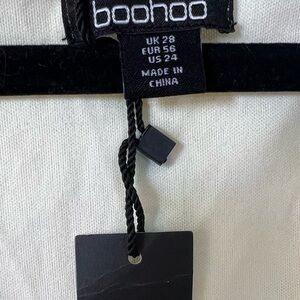 boohoo
UK 28
EUR 56
US 24
MADE IN
CHINA